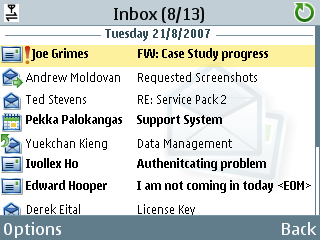 Inbox (8/13)
Tuesday 21/8/2007
Joe Grimes FW: Case Study progress
Andrew Moldovan Requested Screenshots
Ted Stevens RE: Service Pack 2
Pekka Palokangas Support System
Yuekchan Kieng Data Management
Ivollex Ho Authenitcating problem
Edward Hooper I am not coming in today <EOM>
Derek Eital License Key
Options Back